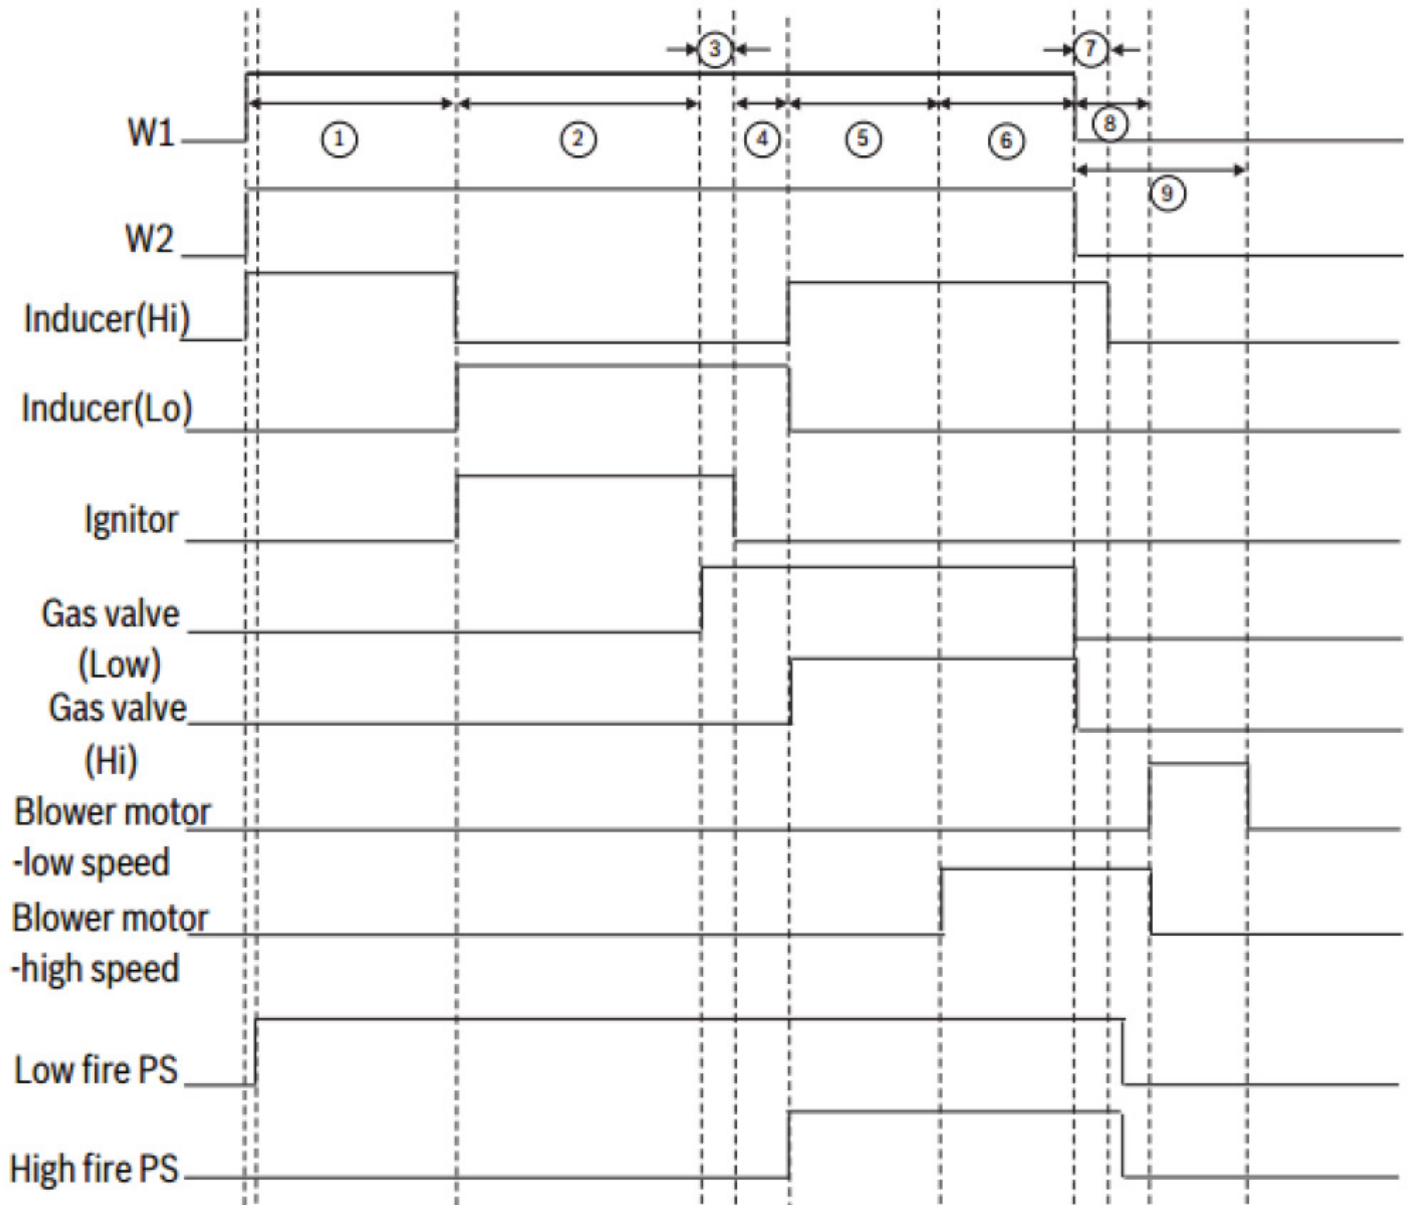 ③
⑦
W1
①
②
④
⑤
⑥
⑧
⑨
W2
Inducer(Hi)
Inducer(Lo)
Ignitor
Gas valve
(Low)
Gas valve
(Hi)
Blower motor
-low speed
Blower motor
-high speed
Low fire PS
High fire PS